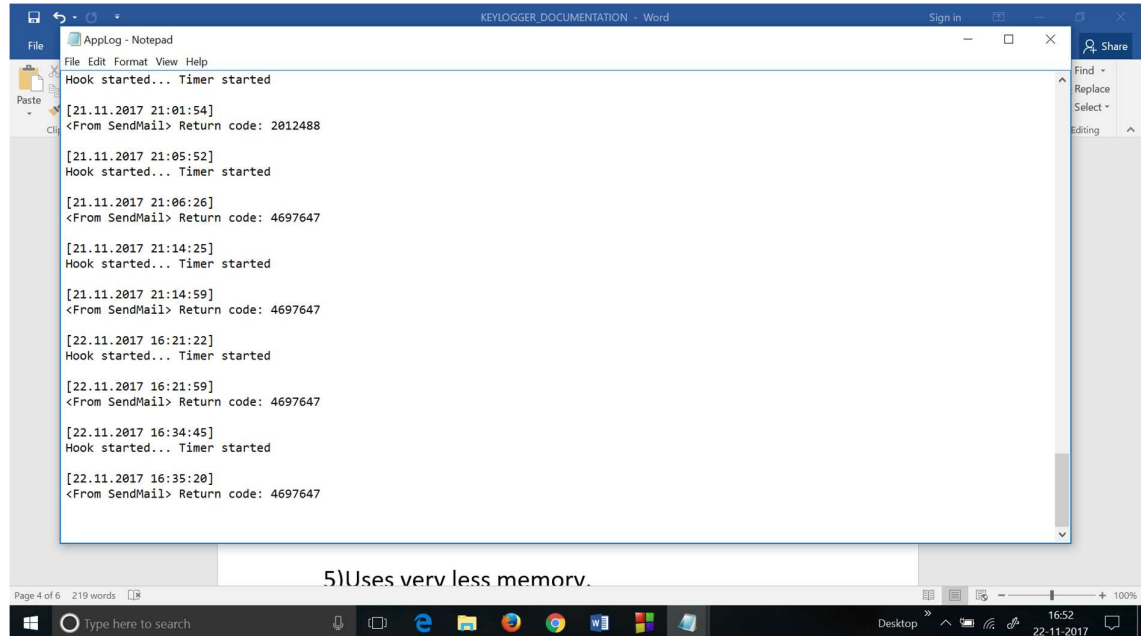 KEYLOGGER_DOCUMENTATION - Word
Sign in
File
Share
AppLog - Notepad
File Edit Format View Help
Paste
Find
Replace
Select
Editing
Hook started... Timer started
[21.11.2017 21:01:54]
<From SendMail> Return code: 2012488
[21.11.2017 21:05:52]
Hook started... Timer started
[21.11.2017 21:06:26]
<From SendMail> Return code: 4697647
[21.11.2017 21:14:25]
Hook started... Timer started
[21.11.2017 21:14:59]
<From SendMail> Return code: 4697647
[22.11.2017 16:21:22]
Hook started... Timer started
[22.11.2017 16:21:59]
<From SendMail> Return code: 4697647
[22.11.2017 16:34:45]
Hook started... Timer started
[22.11.2017 16:35:20]
<From SendMail> Return code: 4697647
5)Uses very less memory.
Page 4 of 6 219 words
100%
Type here to search
Desktop
16:52
22-11-2017